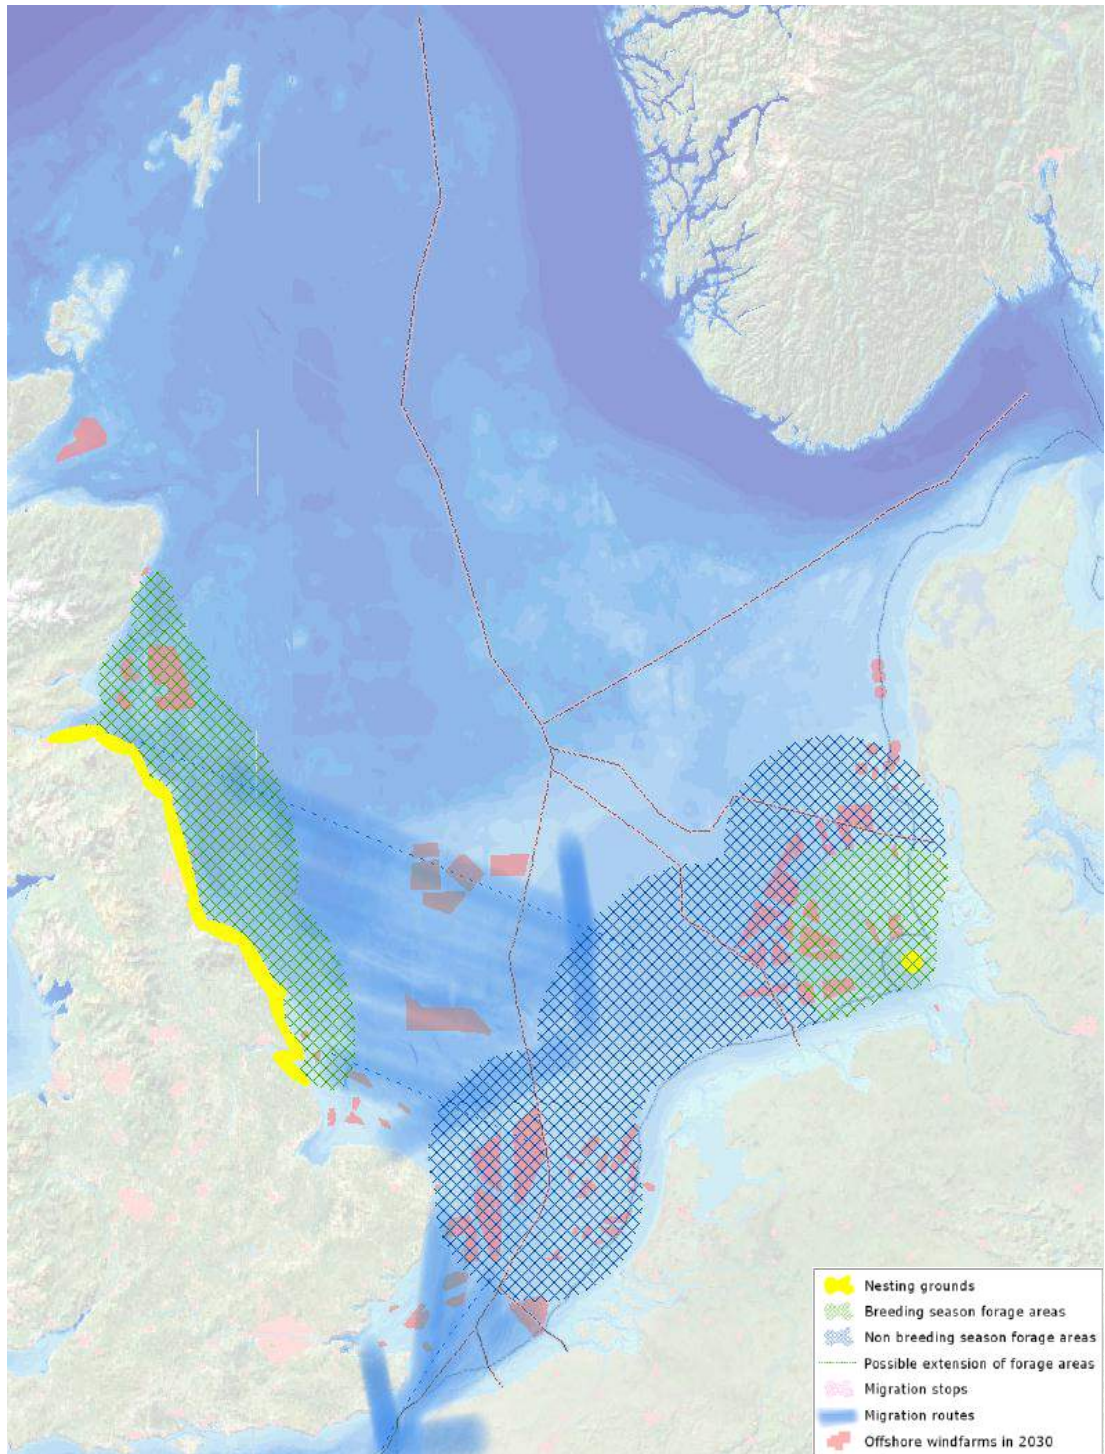 Nesting grounds
Breeding season forage areas
Non breeding season forage areas
Possible extension of forage areas
Migration stops
Migration routes
Offshore windfarms in 2030